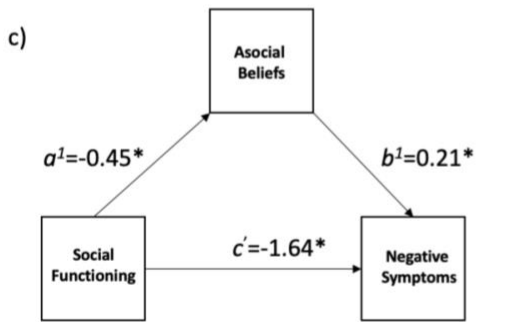 c)
Asocial
Beliefs
a¹=-0.45*
b¹=0.21*
c′=-1.64*
Social
Functioning
Negative
Symptoms